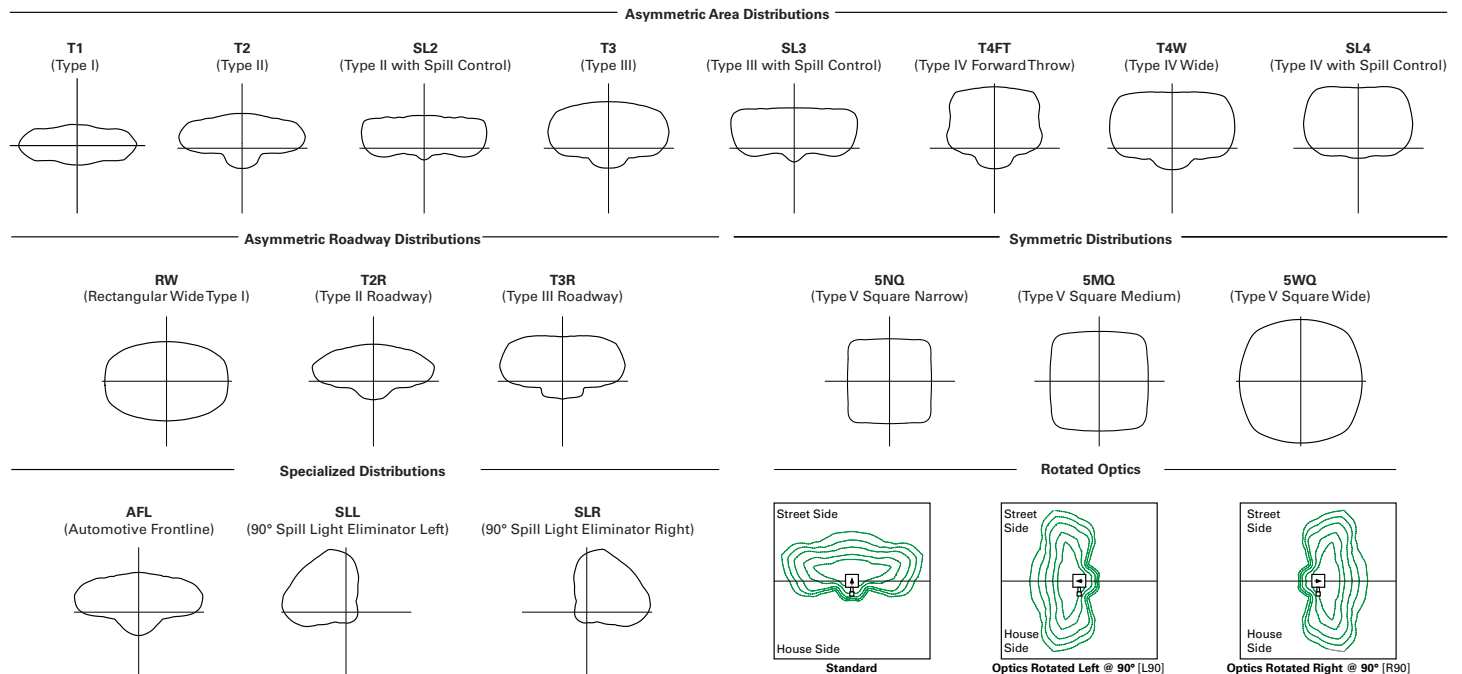 Asymmetric Area Distributions
T1
(Type I)
T2
(Type II)
SL2
(Type II with Spill Control)
T3
(Type III)
SL3
(Type III with Spill Control)
T4FT
(Type IV Forward Throw)
T4W
(Type IV Wide)
SL4
(Type IV with Spill Control)
Asymmetric Roadway Distributions
RW
(Rectangular Wide Type I)
T2R
(Type II Roadway)
T3R
(Type III Roadway)
Symmetric Distributions
5NQ
(Type V Square Narrow)
5MQ
(Type V Square Medium)
5WQ
(Type V Square Wide)
Specialized Distributions
AFL
(Automotive Frontline)
SLL
(90° Spill Light Eliminator Left)
SLR
(90° Spill Light Eliminator Right)
Rotated Optics
Street Side
House Side
Standard
Street
Side
House
Side
Optics Rotated Left @ 90° [L90]
Street
Side
House
Side
Optics Rotated Right @ 90° [R90]